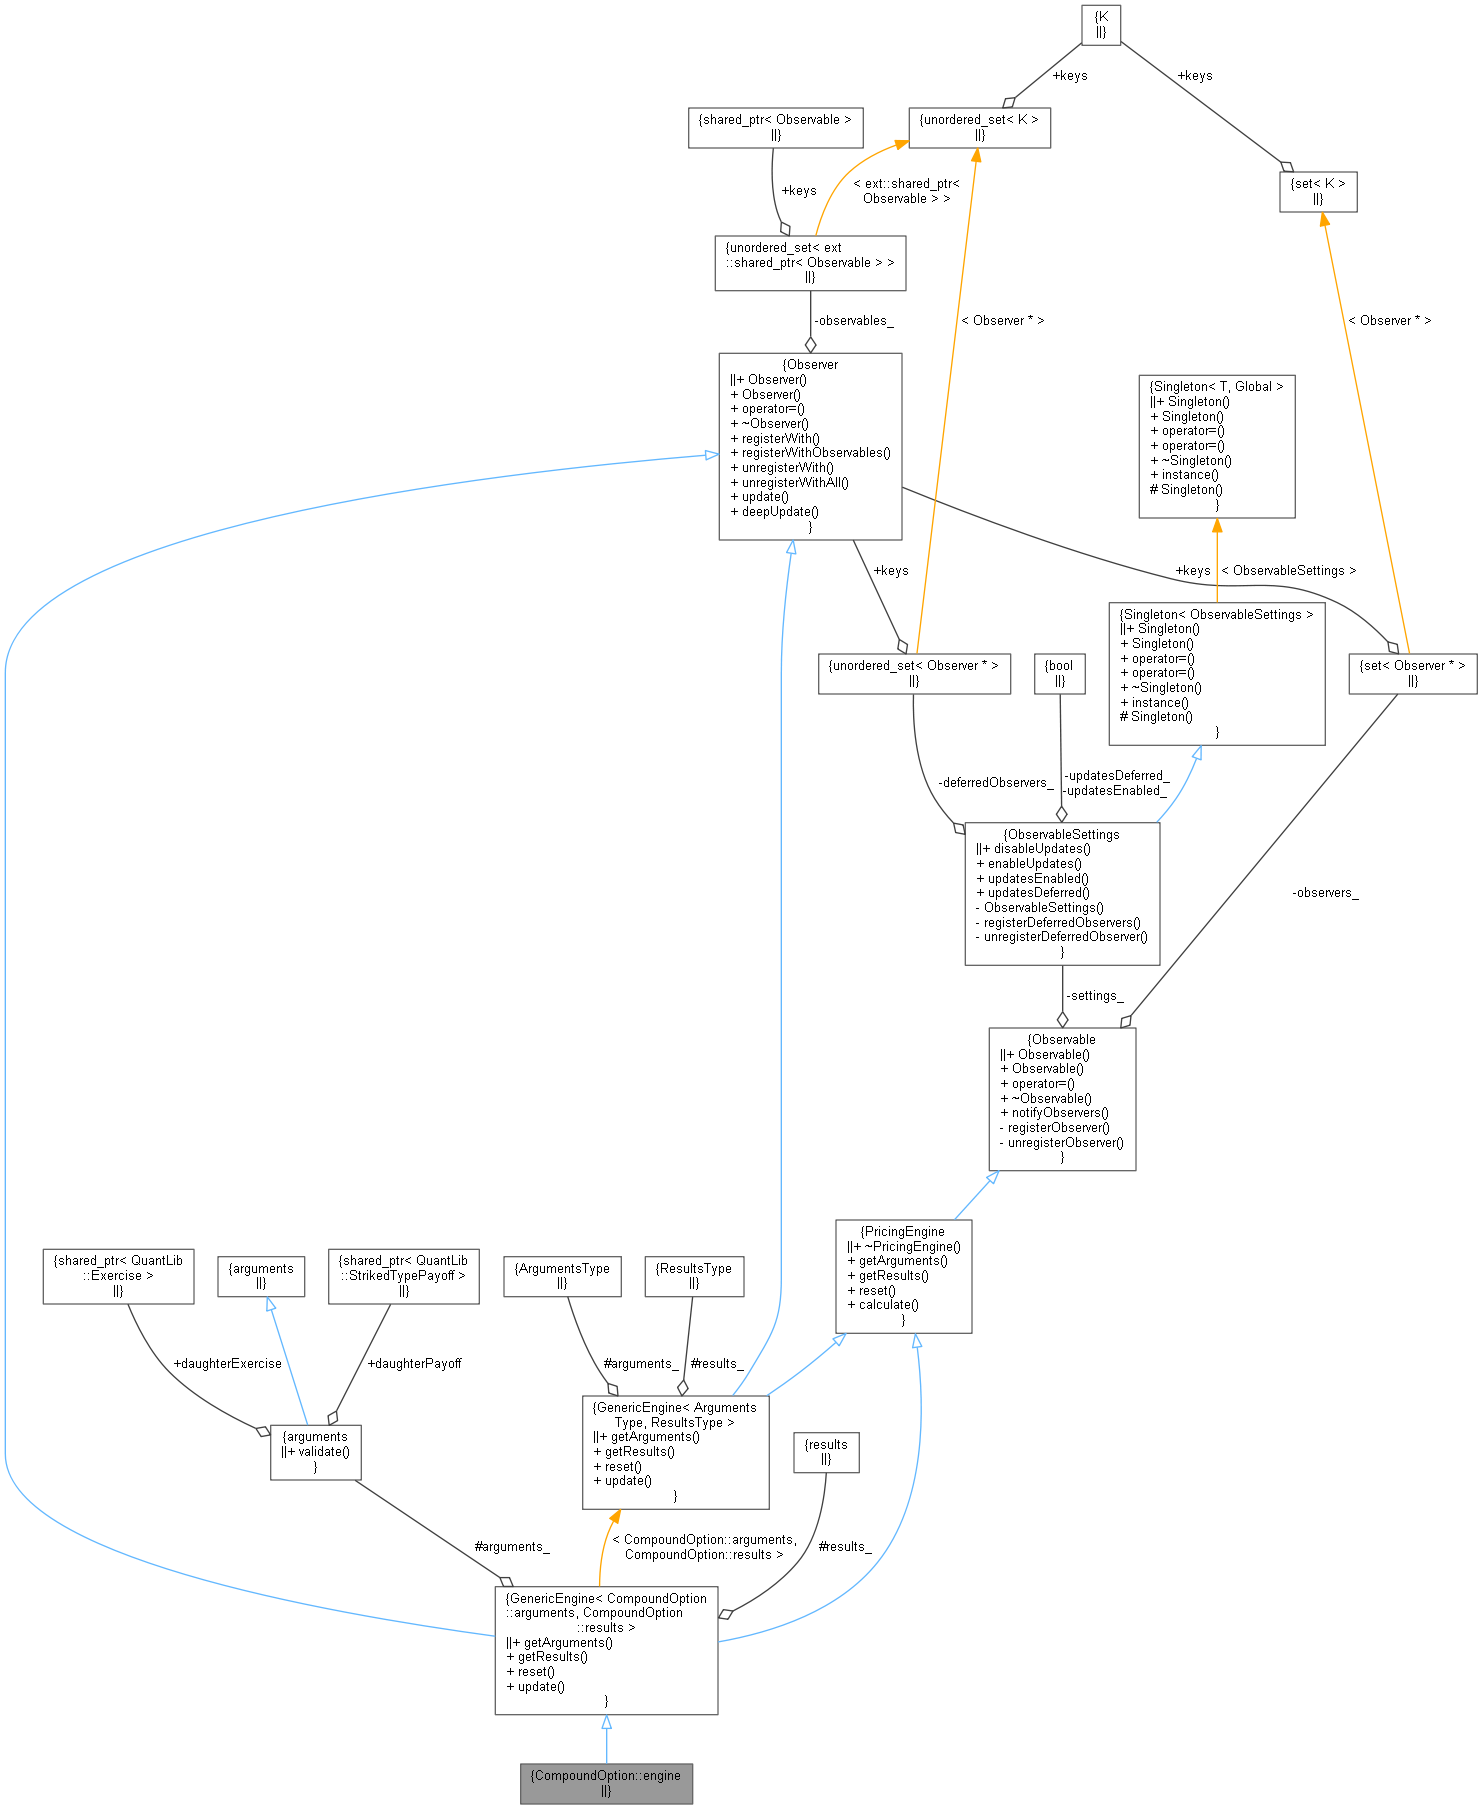 {K
||}
+keys
+keys
{shared_ptr< Observable >
||}
{unordered_set< K >
||}
+keys
< ext::shared_ptr<
Observable > >
{set< K >
||}
{unordered_set< ext
::shared_ptr< Observable > >
||}
-observables_
< Observer * >
< Observer * >
{Observer
||+ Observer()
+ Observer()
+ operator=()
+ ~Observer()
+ registerWith()
+ registerWithObservables()
+ unregisterWith()
+ unregisterWithAll()
+ update()
+ deepUpdate()
}
{Singleton< T, Global >
||+ Singleton()
+ Singleton()
+ operator=()
+ operator=()
+ ~Singleton()
+ instance()
# Singleton()
}
+keys
+keys
< ObservableSettings >
{unordered_set< Observer * >
||}
{bool
||}
{Singleton< ObservableSettings >
||+ Singleton()
+ Singleton()
+ operator=()
+ operator=()
+ ~Singleton()
+ instance()
# Singleton()
}
{set< Observer * >
||}
-deferredObservers_
-updatesDeferred_
-updatesEnabled_
{ObservableSettings
||+ disableUpdates()
+ enableUpdates()
+ updatesEnabled()
+ updatesDeferred()
- ObservableSettings()
- registerDeferredObservers()
- unregisterDeferredObserver()
}
-observers_
-settings_
{Observable
||+ Observable()
+ Observable()
+ operator=()
+ ~Observable()
+ notifyObservers()
- registerObserver()
- unregisterObserver()
}
{PricingEngine
||+ ~PricingEngine()
+ getArguments()
+ getResults()
+ reset()
+ calculate()
}
{shared_ptr< QuantLib
::Exercise >
||}
{arguments
||}
{shared_ptr< QuantLib
::StrikedTypePayoff >
||}
{ArgumentsType
||}
{ResultsType
||}
+daughterExercise
+daughterPayoff
#arguments_
#results_
{arguments
||+ validate()
}
{GenericEngine< Arguments
Type, ResultsType >
||+ getArguments()
+ getResults()
+ reset()
+ update()
}
{results
||}
#arguments_
< CompoundOption::arguments,
CompoundOption::results >
#results_
{GenericEngine< CompoundOption
::arguments, CompoundOption
::results >
||+ getArguments()
+ getResults()
+ reset()
+ update()
}
{CompoundOption::engine
||}